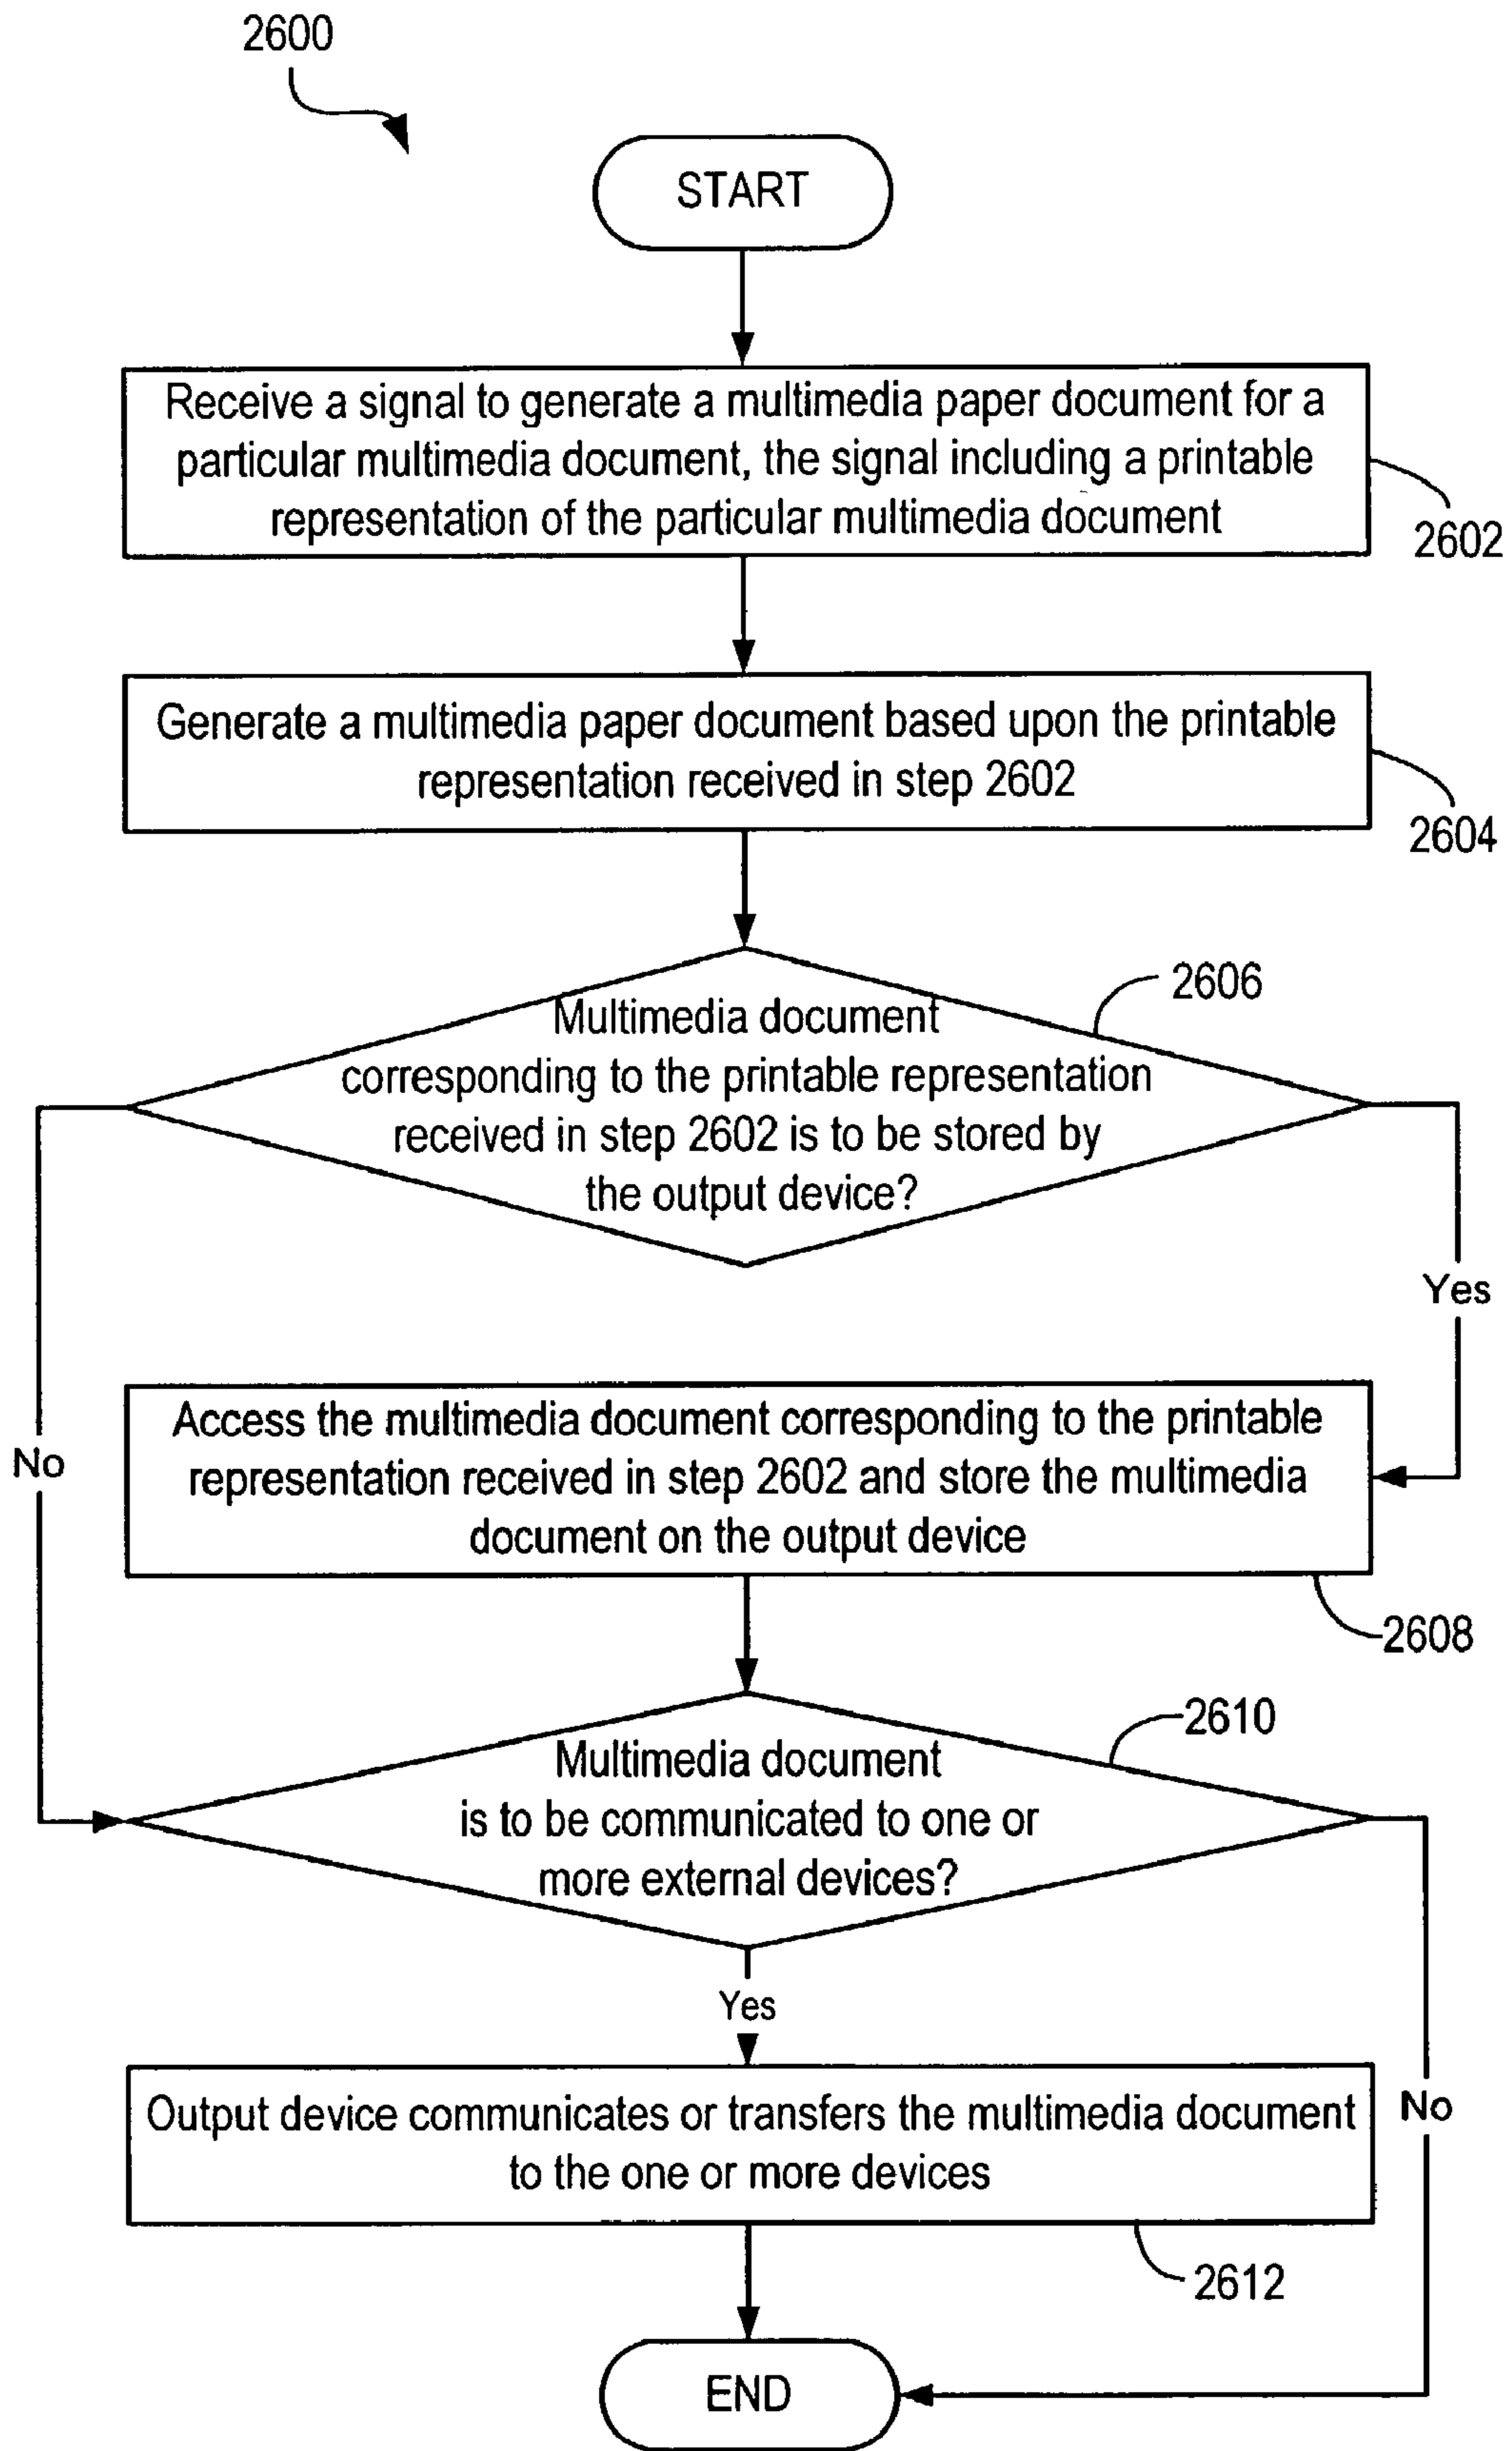 2600
START
Receive a signal to generate a multimedia paper document for a
particular multimedia document, the signal including a printable
representation of the particular multimedia document
2602
Generate a multimedia paper document based upon the printable
representation received in step 2602
2604
2606
Multimedia document
corresponding to the printable representation
received in step 2602 is to be stored by
the output device?
Yes
Access the multimedia document corresponding to the printable
representation received in step 2602 and store the multimedia
document on the output device
No
2608
2610
Multimedia document
is to be communicated to one or
more external devices?
Yes
Output device communicates or transfers the multimedia document
to the one or more devices
No
2612
END